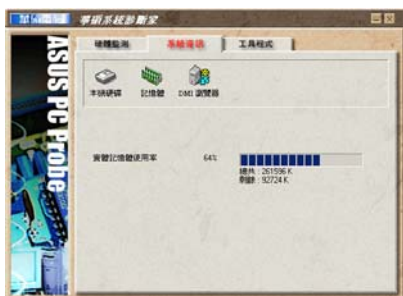 華碩系統診斷家
ASUS PC Probe
硬體監測 系統資訊 工具程式
本機硬碟 記憶體 DMI 瀏覽器
實體記憶體使用率 64%
總共 : 261596 K
剩餘 : 92724 K